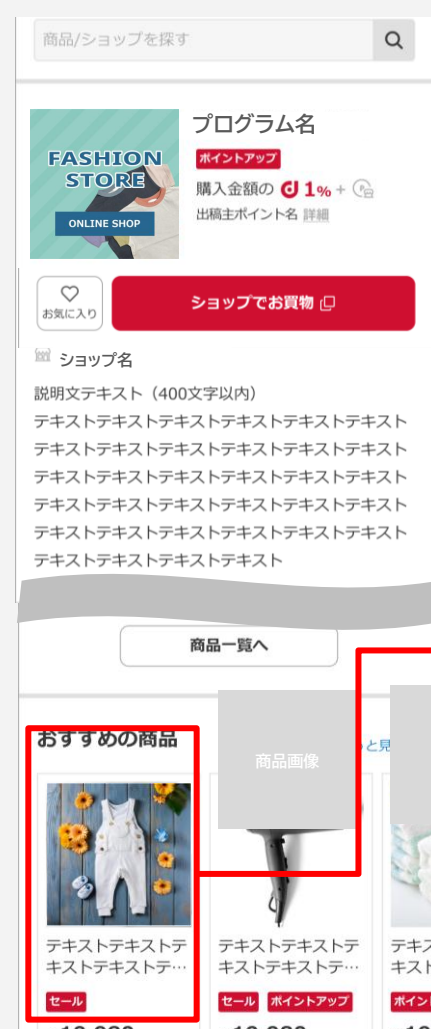 商品/ショップを探す
プログラム名
FASHION
STORE
ONLINE SHOP
ポイントアップ
購入金額の d 1% +
出稿主ポイント名 詳細
お気に入り
ショップでお買物
ショップ名
説明文テキスト（400文字以内）
テキストテキストテキストテキストテキストテキスト
テキストテキストテキストテキストテキストテキスト
テキストテキストテキストテキストテキストテキスト
テキストテキストテキストテキストテキストテキスト
テキストテキストテキストテキストテキストテキスト
テキストテキストテキストテキスト
商品一覧へ
おすすめの商品
と見
商品画像
テキストテキストテ
キストテキストテ…
セール
テキストテキストテ
キストテキストテ…
セール ポイントアップ
テキス
キスト
ポイン